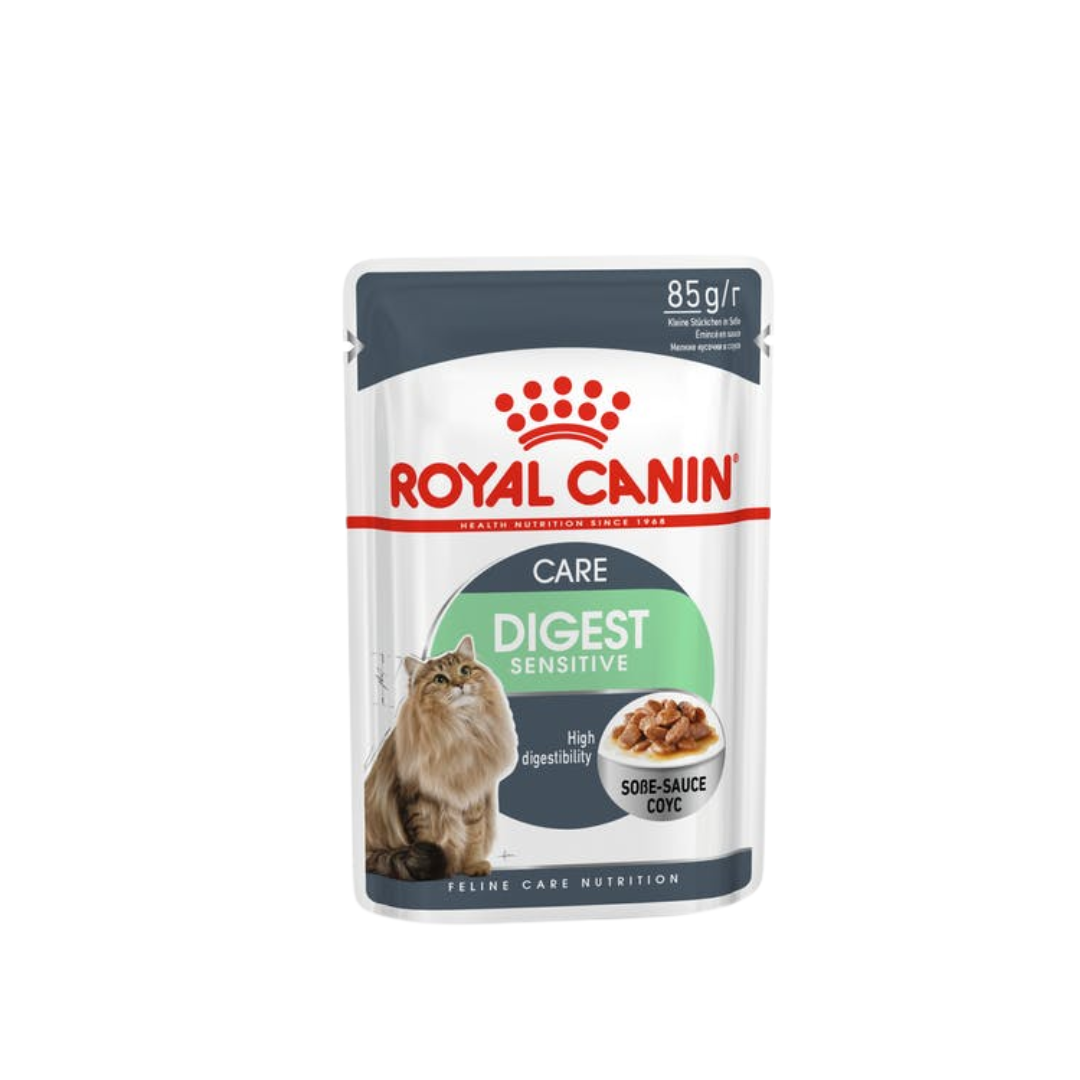 85g/г
Kleine Stückchen in Soße
Émincé en sauce
Мелкие кусочки в соусе
ROYAL CANIN®
HEALTH NUTRITION SINCE 1968
CARE
DIGEST
SENSITIVE
High
digestibility
SOßE-SAUCE
СОУС
FELINE CARE NUTRITION